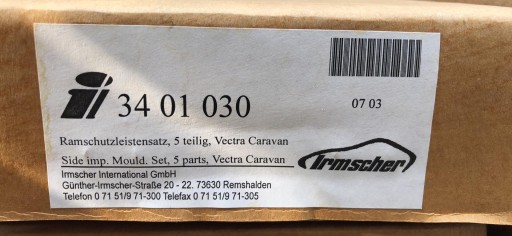 34 01 030
07 03
Ramschutzleistensatz, 5 teilig, Vectra Caravan
Side imp. Mould. Set, 5 parts, Vectra Caravan
Irmscher
Irmscher International GmbH
Günther-Irmscher-Straße 20 - 22, 73630 Remshalden
Telefon 0 71 51/9 71-300 Telefax 0 71 51/9 71-305